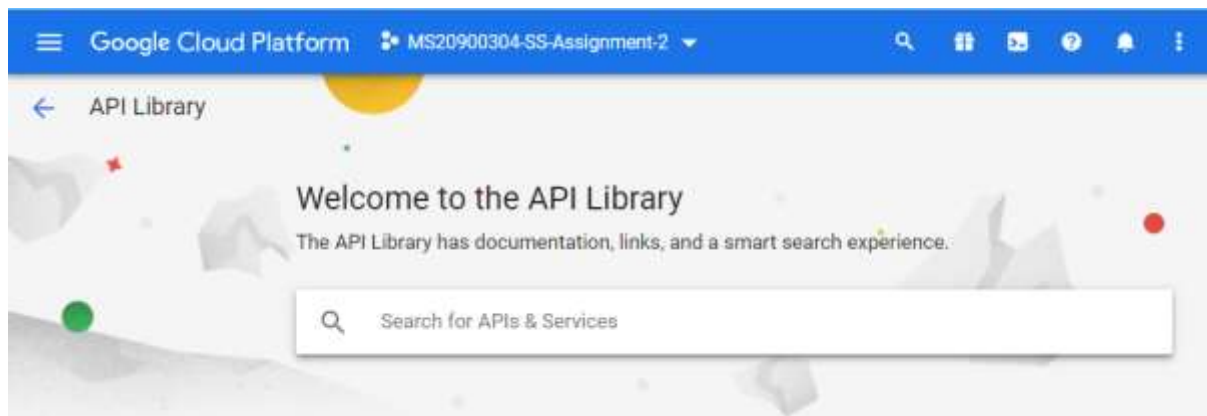 Google Cloud Platform MS20900304-SS-Assignment-2
API Library
Welcome to the API Library
The API Library has documentation, links, and a smart search experience.
Search for APIs & Services